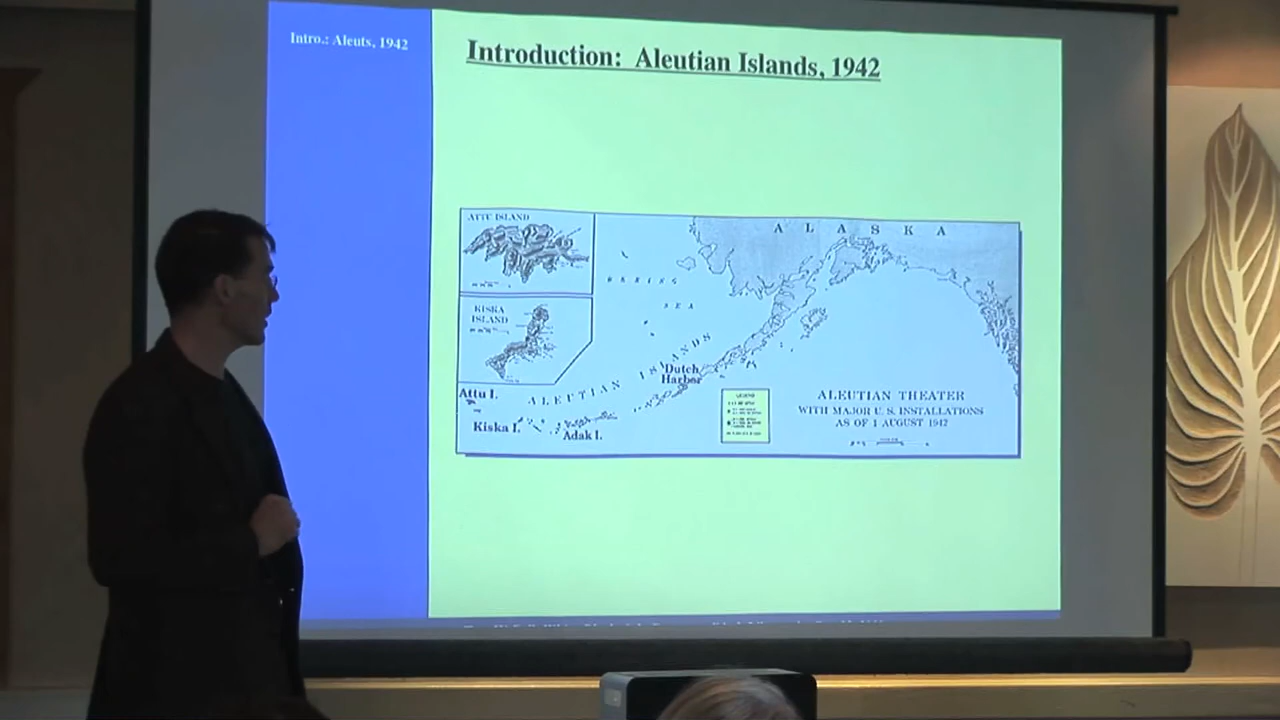 Intro.: Aleuts, 1942
Introduction: Aleutian Islands, 1942
ATTU ISLAND
ALASKA
BERING
SEA
KISKA
ISLAND
ALEUTIAN ISLANDS
Dutch
Harbor
Attu I.
Kiska I.
Adak I.
LEGEND
ALEUTIAN THEATER
WITH MAJOR U. S. INSTALLATIONS
AS OF 1 AUGUST 1942